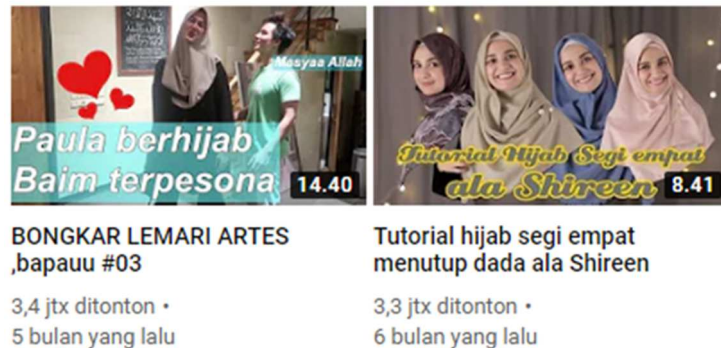 Masyaa Allah
Paula berhijab
Baim terpesona
14.40
BONGKAR LEMARI ARTES
,bapauu #03
3,4 jtx ditonton •
5 bulan yang lalu
Tutorial Hijab Segi empat
ala Shireen
8.41
Tutorial hijab segi empat
menutup dada ala Shireen
3,3 jtx ditonton •
6 bulan yang lalu